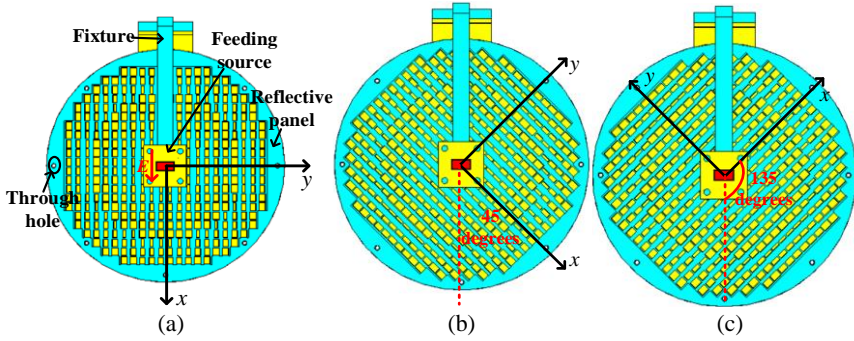 Fixture
Feeding
source
Reflective
panel
E
y
Through
hole
x
(a)
y
45
degrees
x
(b)
y
x
135
degrees
(c)